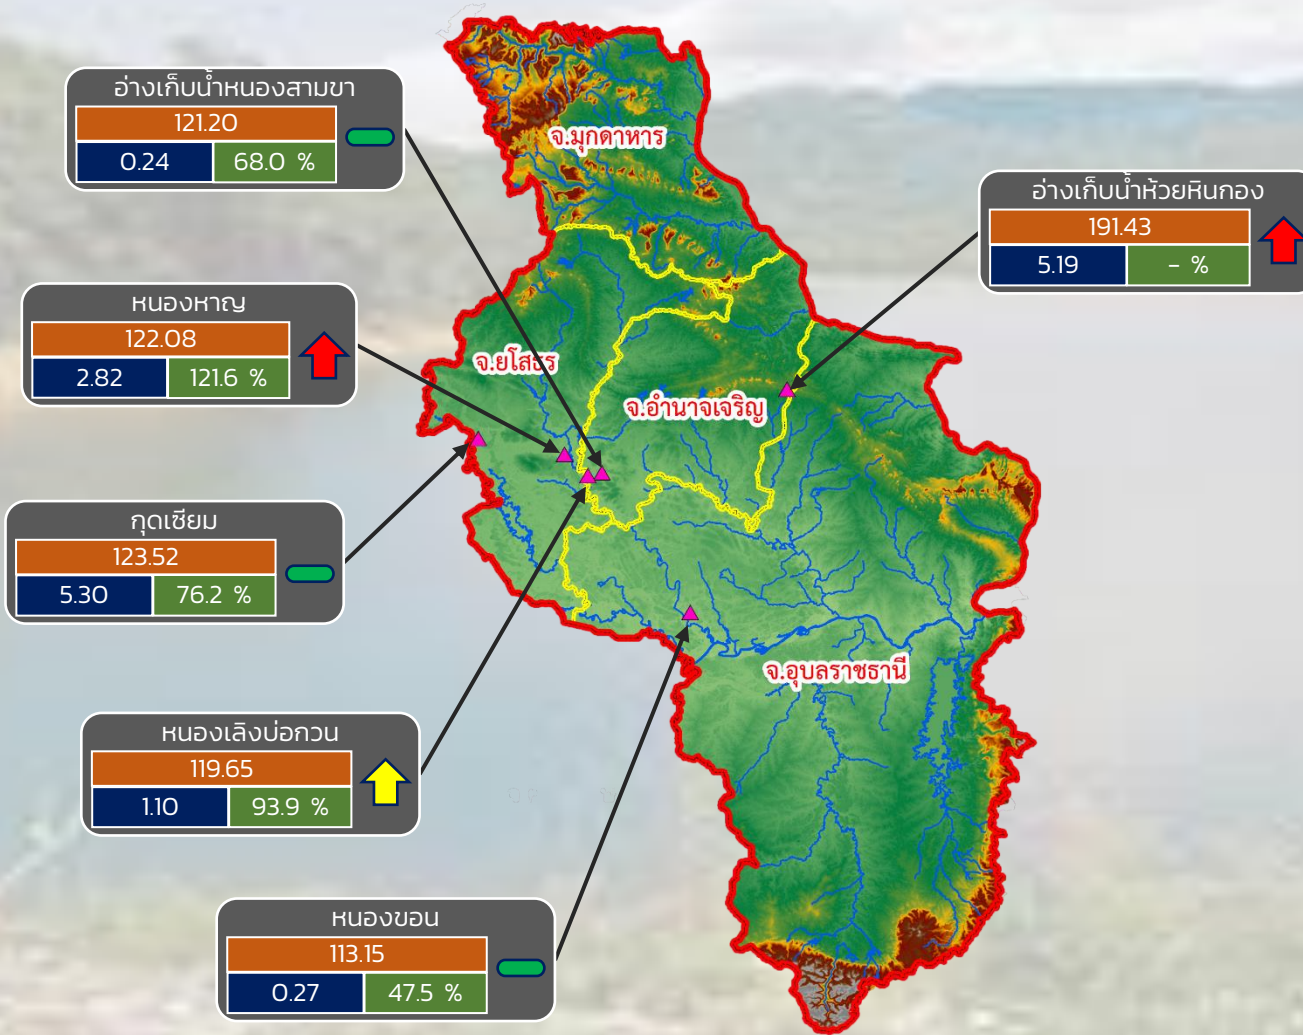 อ่างเก็บน้ำหนองสามขา
121.20
0.24 68.0 %
จ.มุกดาหาร
อ่างเก็บน้ำห้วยหินกอง
191.43
5.19 - %
หนองหาญ
122.08
2.82 121.6 %
จ.ยโสธร
จ.อำนาจเจริญ
กุดเซียม
123.52
5.30 76.2 %
จ.อุบลราชธานี
หนองเลิงบ่อกวน
119.65
1.10 93.9 %
หนองขอน
113.15
0.27 47.5 %